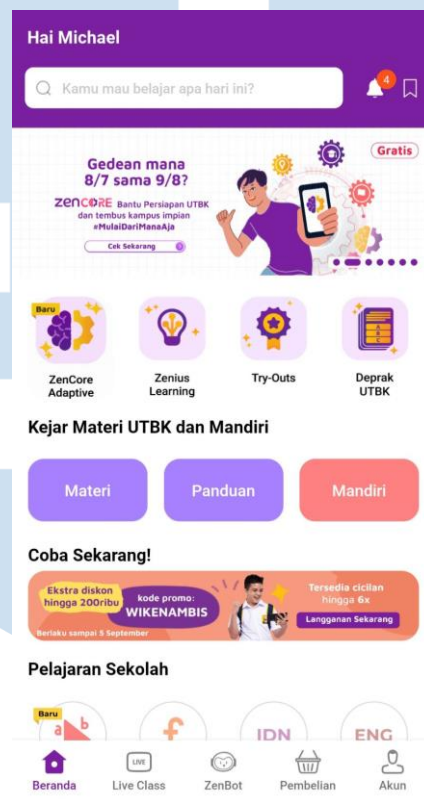 Hai Michael
Kamu mau belajar apa hari ini?
4
Gratis
Gedean mana
8/7 sama 9/8?
zencore Bantu Persiapan UTBK
dan tembus kampus impian
#MulaiDariManaAja
Cek Sekarang
Baru
ZenCore
Adaptive
Zenius
Learning
Try-Outs
Deprak
UTBK
Kejar Materi UTBK dan Mandiri
Materi
Panduan
Mandiri
Coba Sekarang!
Ekstra diskon
hingga 200ribu
kode promo:
WIKENAMBIS
Berlaku sampai 5 September
Tersedia cicilan
hingga 6x
Langganan Sekarang
Pelajaran Sekolah
Baru
a b
f
IDN
ENG
Beranda
LIVE
Live Class
ZenBot
Pembelian
Akun